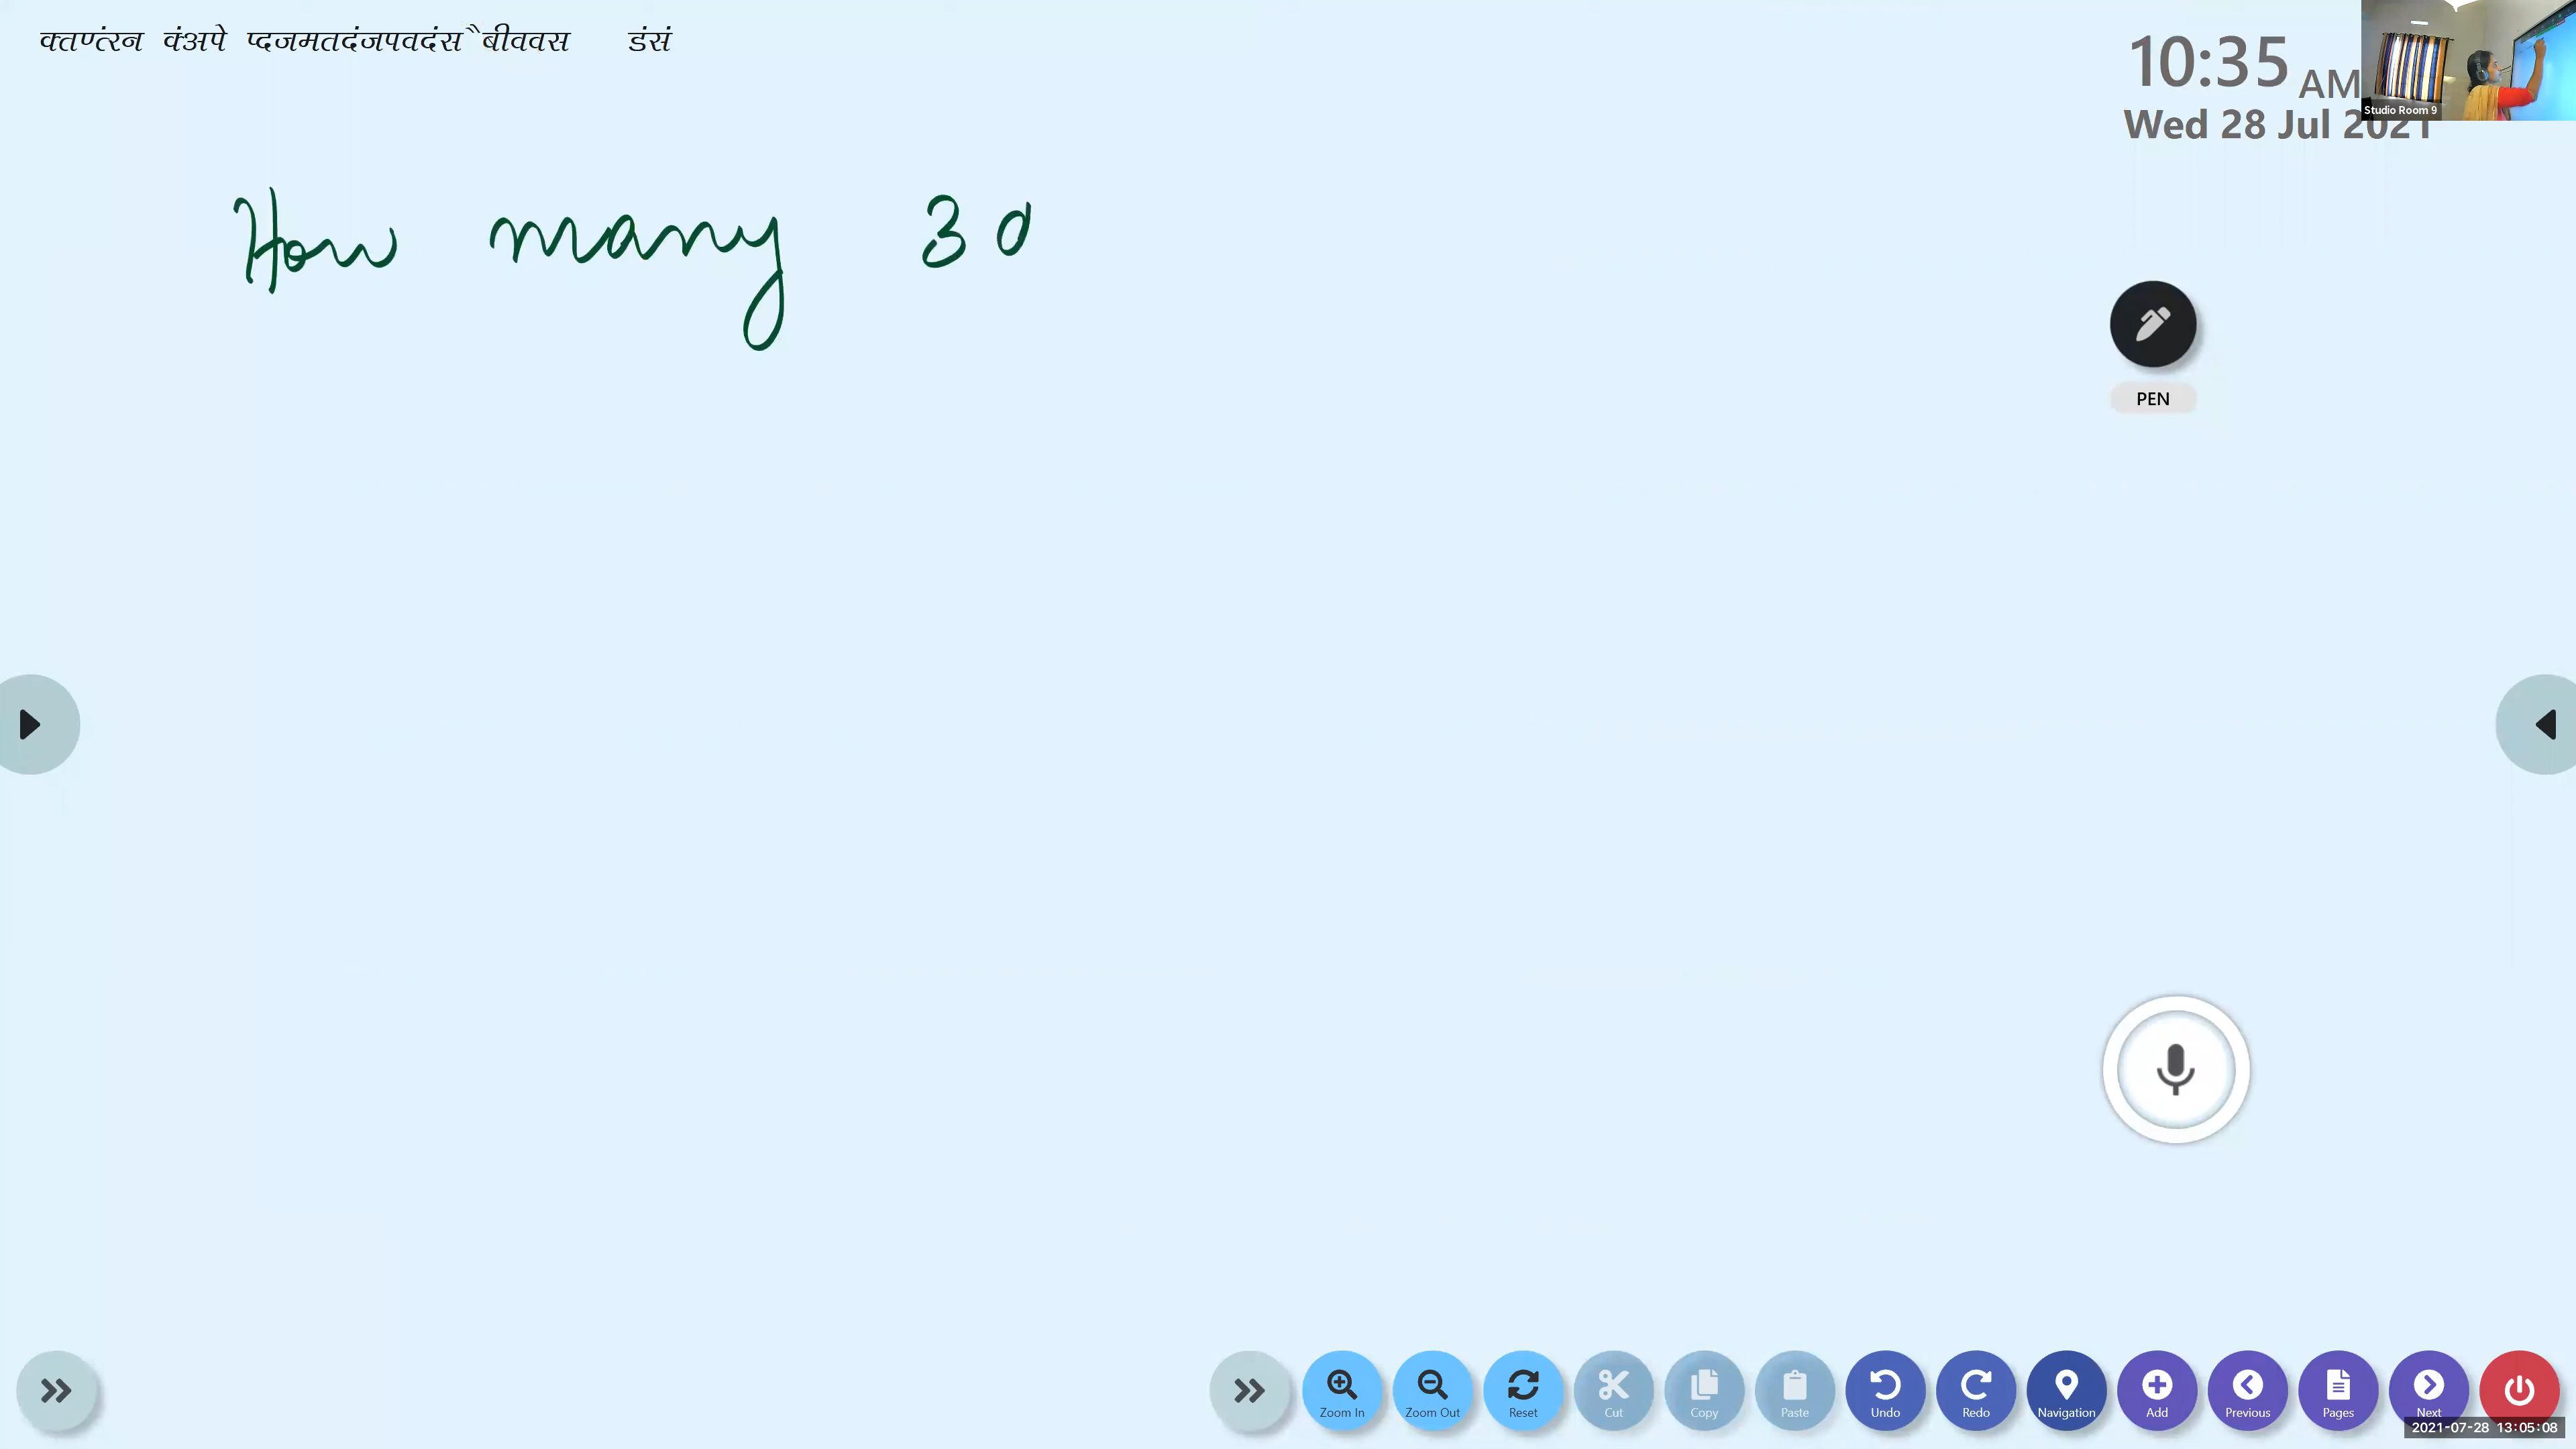 क्तण्त्ंरन क्ंअपे प्दजमतदंजपवदंस ैबीववस डंसं
10:35 AM
Studio Room 9
Wed 28 Jul 2021
How many 3 d
PEN
Zoom In Zoom Out Reset Cut Copy Paste Undo Redo Navigation Add Previous Pages Next
2021-07-28 13:05:08